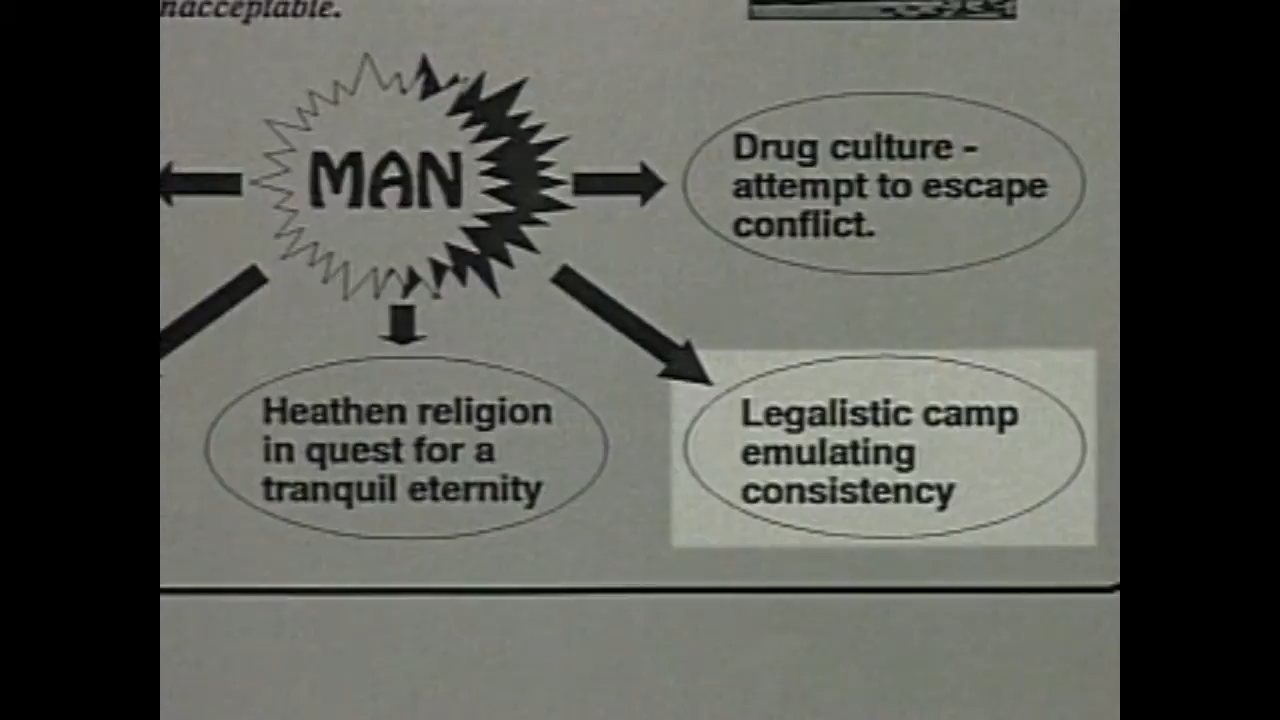 nacceptable.
MAN
Drug culture -
attempt to escape
conflict.
Heathen religion
in quest for a
tranquil eternity
Legalistic camp
emulating
consistency